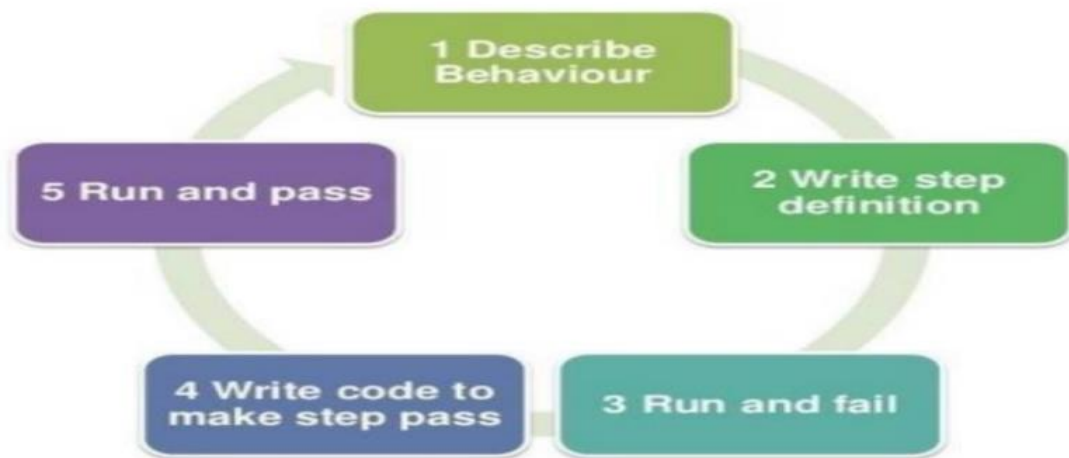 1 Describe
Behaviour
2 Write step
definition
3 Run and fail
4 Write code to
make step pass
5 Run and pass